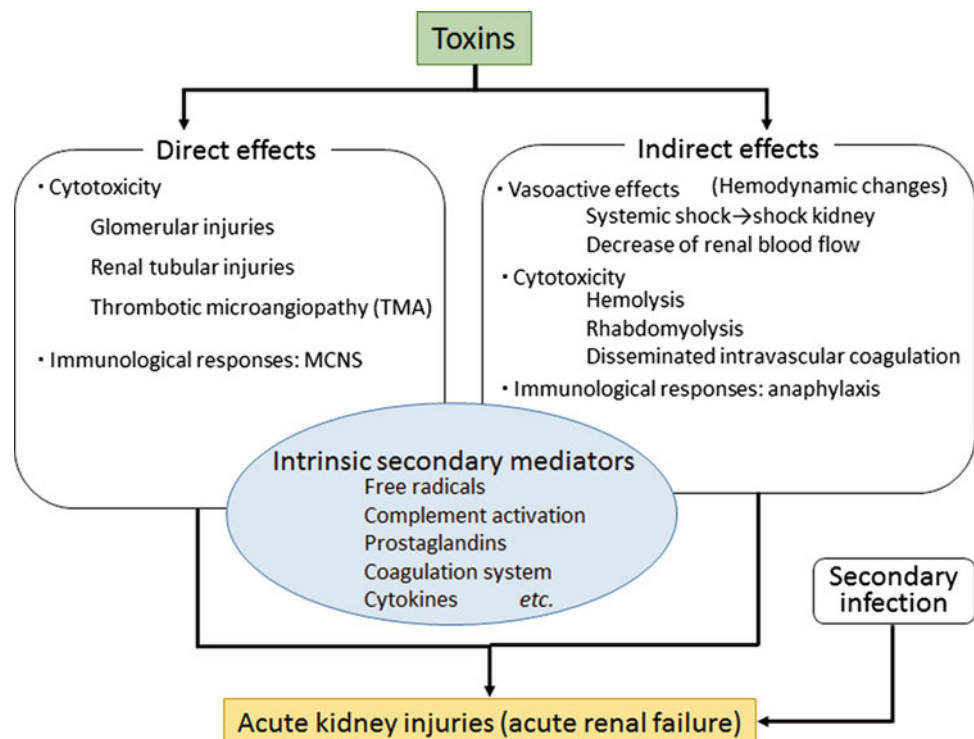 Toxins
Direct effects
・Cytotoxicity
Glomerular injuries
Renal tubular injuries
Thrombotic microangiopathy (TMA)
・Immunological responses: MCNS
Indirect effects
・Vasoactive effects (Hemodynamic changes)
Systemic shock→shock kidney
Decrease of renal blood flow
・Cytotoxicity
Hemolysis
Rhabdomyolysis
Disseminated intravascular coagulation
・Immunological responses: anaphylaxis
Intrinsic secondary mediators
Free radicals
Complement activation
Prostaglandins
Coagulation system
Cytokines etc.
Secondary
infection
Acute kidney injuries (acute renal failure)